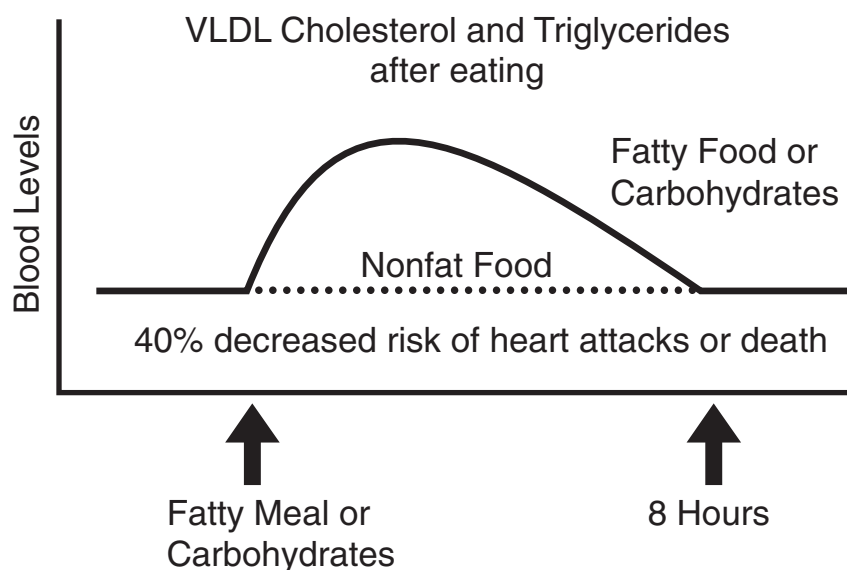 VLDL Cholesterol and Triglycerides
after eating
Blood Levels
Fatty Food or
Carbohydrates
Nonfat Food
40% decreased risk of heart attacks or death
Fatty Meal or
Carbohydrates
8 Hours